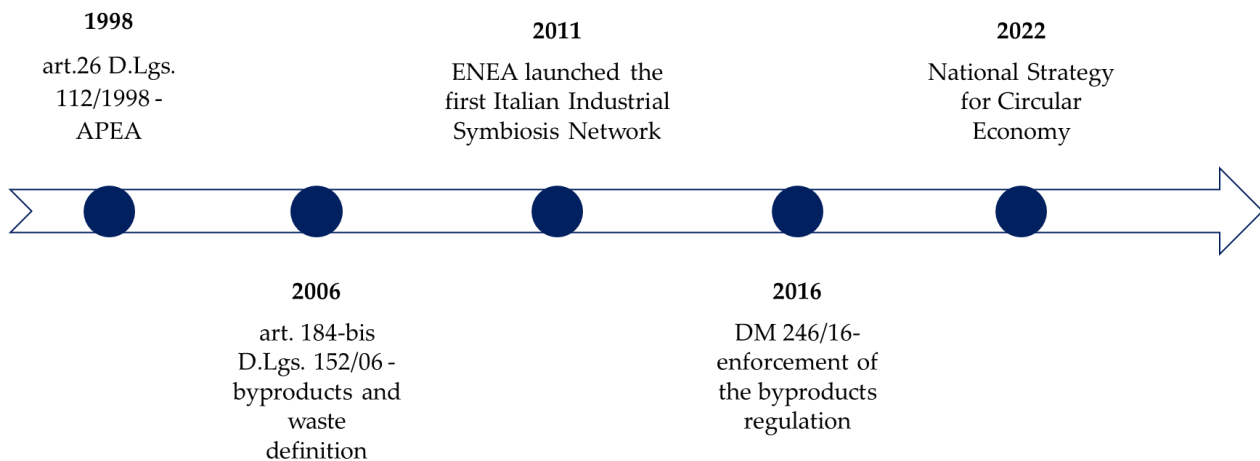 1998
art.26 D.Lgs.
112/1998 -
APEA
2011
ENEA launched the
first Italian Industrial
Symbiosis Network
2022
National Strategy
for Circular
Economy
2006
art. 184-bis
D.Lgs. 152/06 -
byproducts and
waste
definition
2016
DM 246/16-
enforcement of
the byproducts
regulation